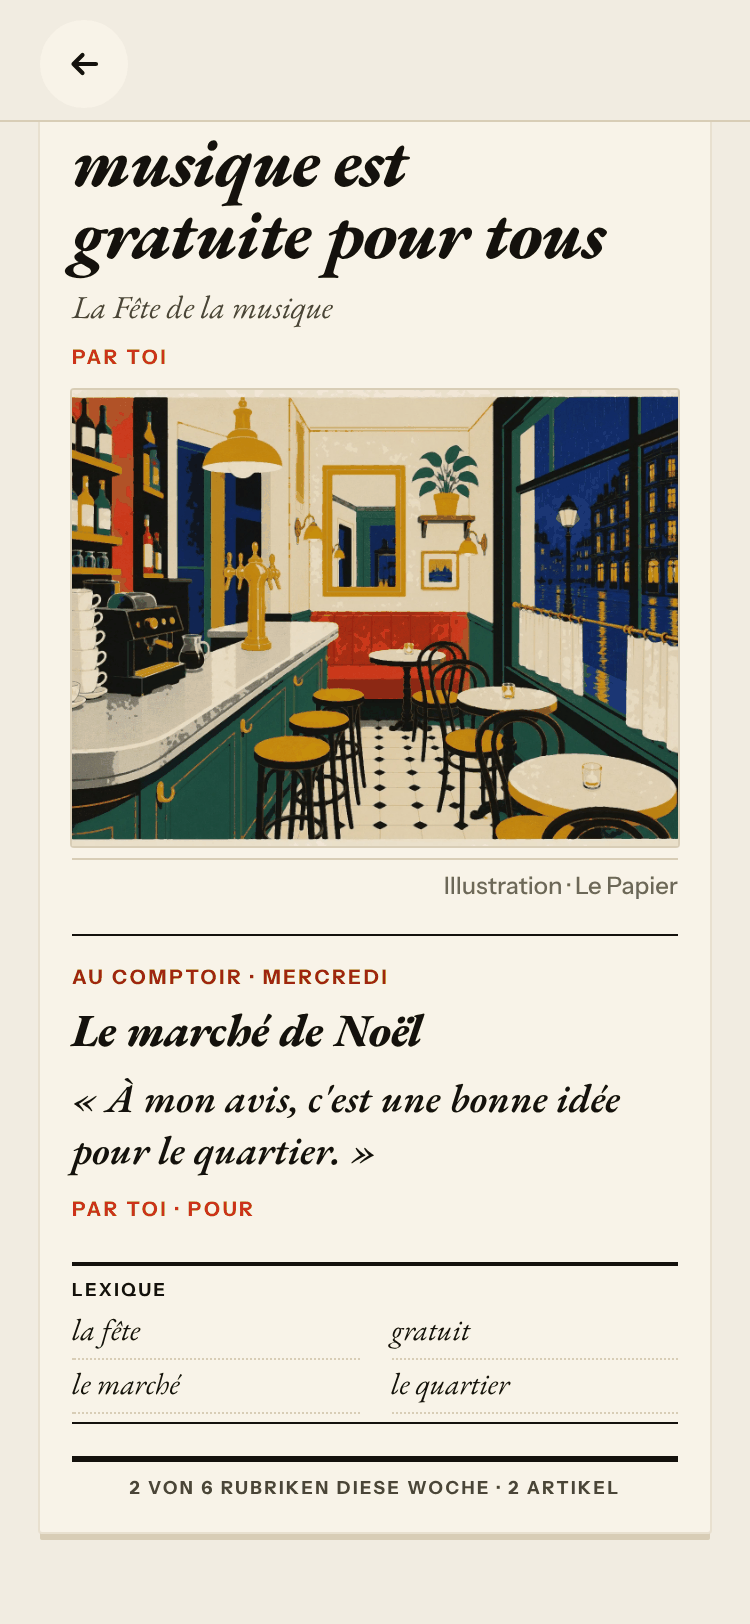 musique est
gratuite pour tous
La Fête de la musique
PAR TOI
Illustration · Le Papier
AU COMPTOIR · MERCREDI
Le marché de Noël
« À mon avis, c'est une bonne idée
pour le quartier. »
PAR TOI · POUR
LEXIQUE
la fête
gratuit
le marché
le quartier
2 VON 6 RUBRIKEN DIESE WOCHE · 2 ARTIKEL